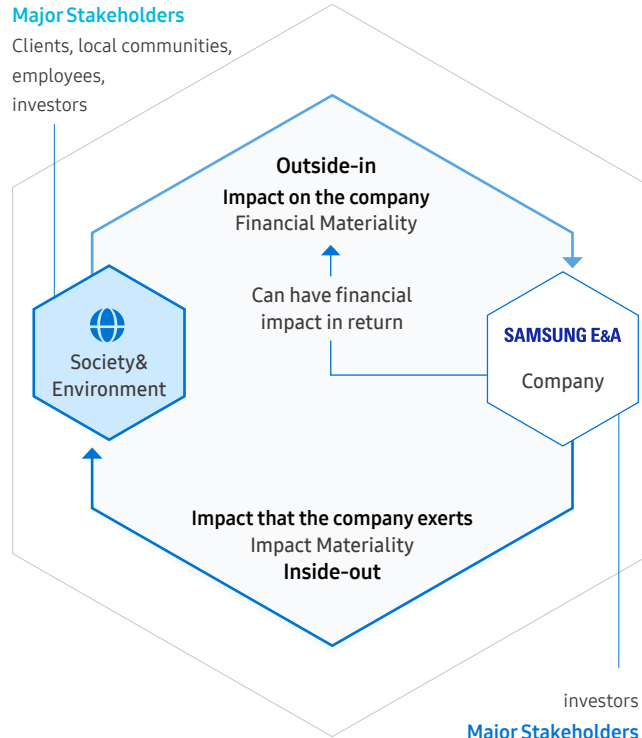 Major Stakeholders
Clients, local communities,
employees,
investors
Outside-in
Impact on the company
Financial Materiality
Can have financial
impact in return
Society&
Environment
SAMSUNG E&A
Company
Impact that the company exerts
Impact Materiality
Inside-out
investors
Major Stakeholders